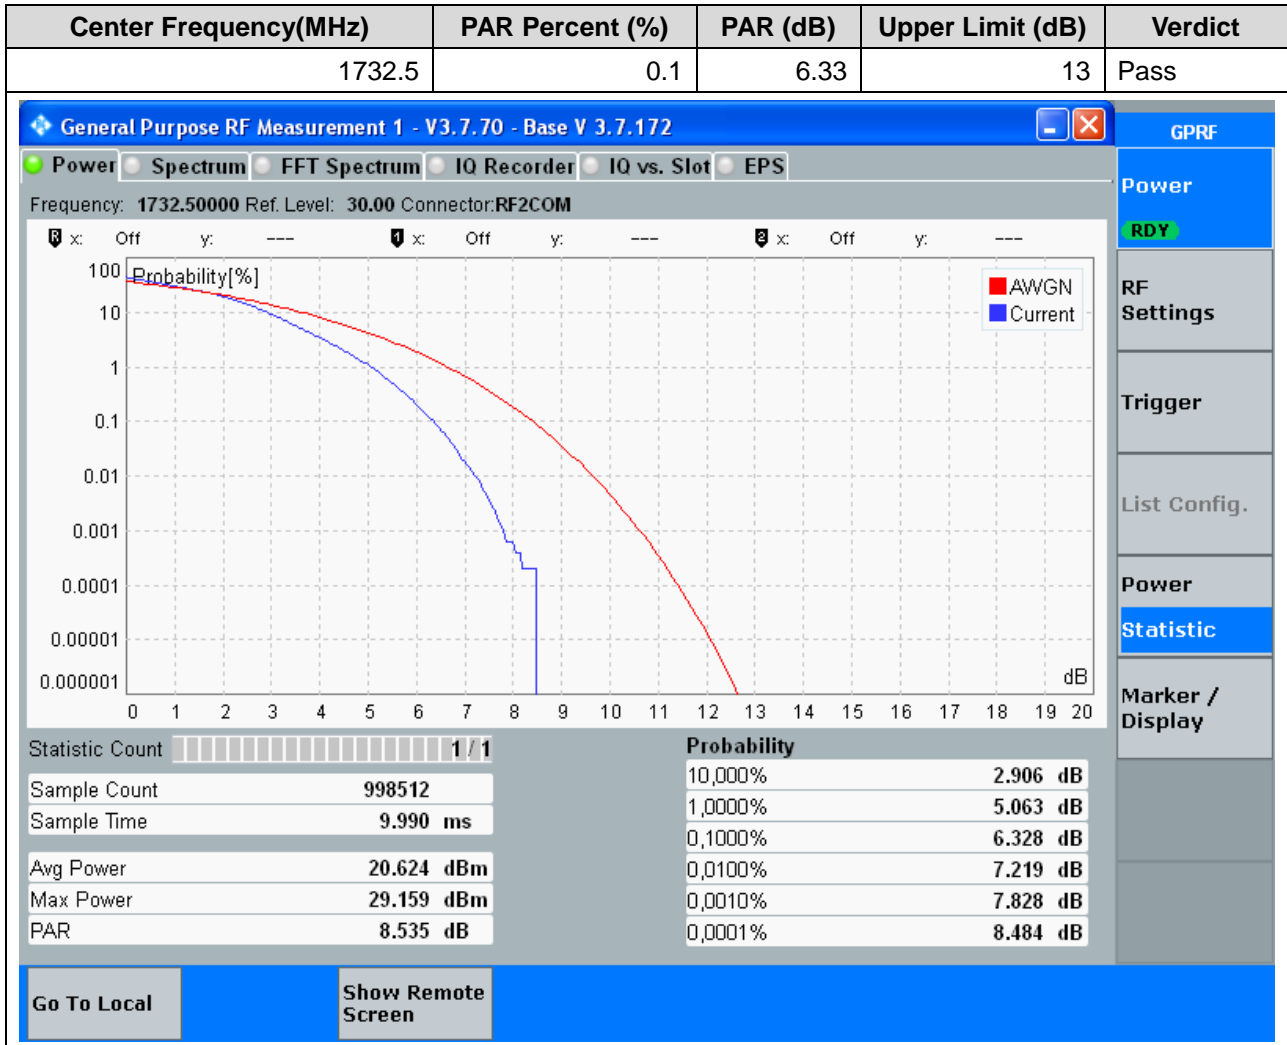 Center Frequency(MHz) PAR Percent (%) PAR (dB) Upper Limit (dB) Verdict
1732.5 0.1 6.33 13 Pass
General Purpose RF Measurement 1 - V3.7.70 - Base V 3.7.172
GPRF
Power Spectrum FFT Spectrum IQ Recorder IQ vs. Slot EPS
Frequency: 1732.50000 Ref. Level: 30.00 Connector:RF2COM
R x: Off y: --- 1 x: Off y: --- 2 x: Off y: ---
Probability[%]
AWGN
Current
100
10
1
0.1
0.01
0.001
0.0001
0.00001
0.000001
dB
0 1 2 3 4 5 6 7 8 9 10 11 12 13 14 15 16 17 18 19 20
Statistic Count 1 / 1
Sample Count 998512
Sample Time 9.990 ms
Avg Power 20.624 dBm
Max Power 29.159 dBm
PAR 8.535 dB
Probability
10,000% 2.906 dB
1,0000% 5.063 dB
0,1000% 6.328 dB
0,0100% 7.219 dB
0,0010% 7.828 dB
0,0001% 8.484 dB
Power
RDY
RF
Settings
Trigger
List Config.
Power
Statistic
Marker /
Display
Go To Local
Show Remote
Screen